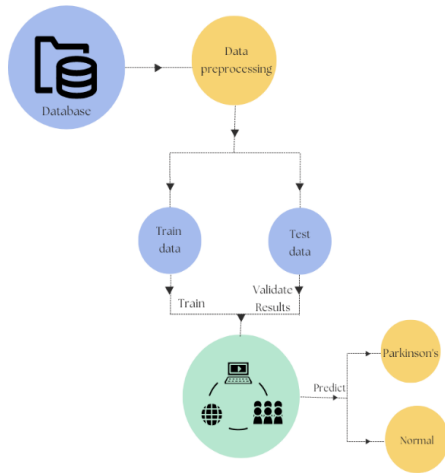 Database
Data
preprocessing
Train
data
Test
data
Train
Validate
Results
Predict
Parkinson's
Normal